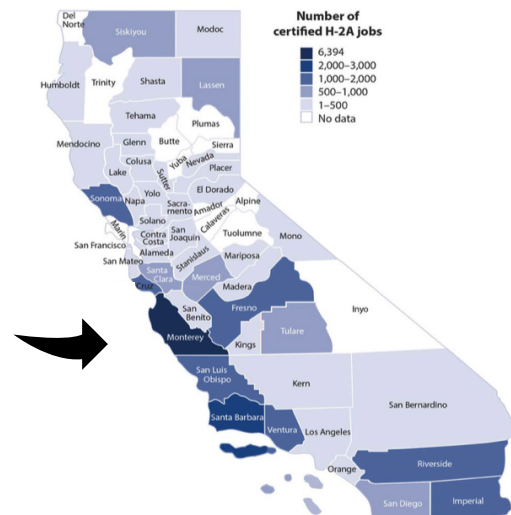 Number of
certified H-2A jobs
6,394
2,000–3,000
1,000–2,000
500–1,000
1–500
No data
Del
Norte
Siskiyou
Modoc
Humboldt
Trinity
Shasta
Lassen
Tehama
Plumas
Mendocino
Glenn
Butte
Sierra
Colusa
Yuba
Nevada
Lake
Sutter
Placer
Sonoma
Napa
Yolo
El Dorado
Sacra-
mento
Amador
Alpine
Solano
Calaveras
Marin
Contra
Costa
San
Joaquin
Tuolumne
Mono
San Francisco
Alameda
San Mateo
Stanislaus
Mariposa
Santa
Clara
Merced
Cruz
Madera
San
Benito
Fresno
Inyo
Monterey
Kings
Tulare
San Luis
Obispo
Kern
San Bernardino
Santa Barbara
Ventura
Los Angeles
Orange
Riverside
San Diego
Imperial